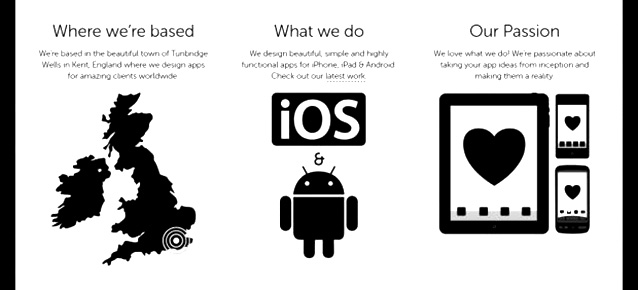 Where we're based
We're based in the beautiful town of Tunbridge
Wells in Kent, England where we design apps
for amazing clients worldwide
What we do
We design beautiful, simple and highly
functional apps for iPhone, iPad & Android
Check out our latest work
iOS
&
Our Passion
We love what we do! We're passionate about
taking your app ideas from inception and
making them a reality